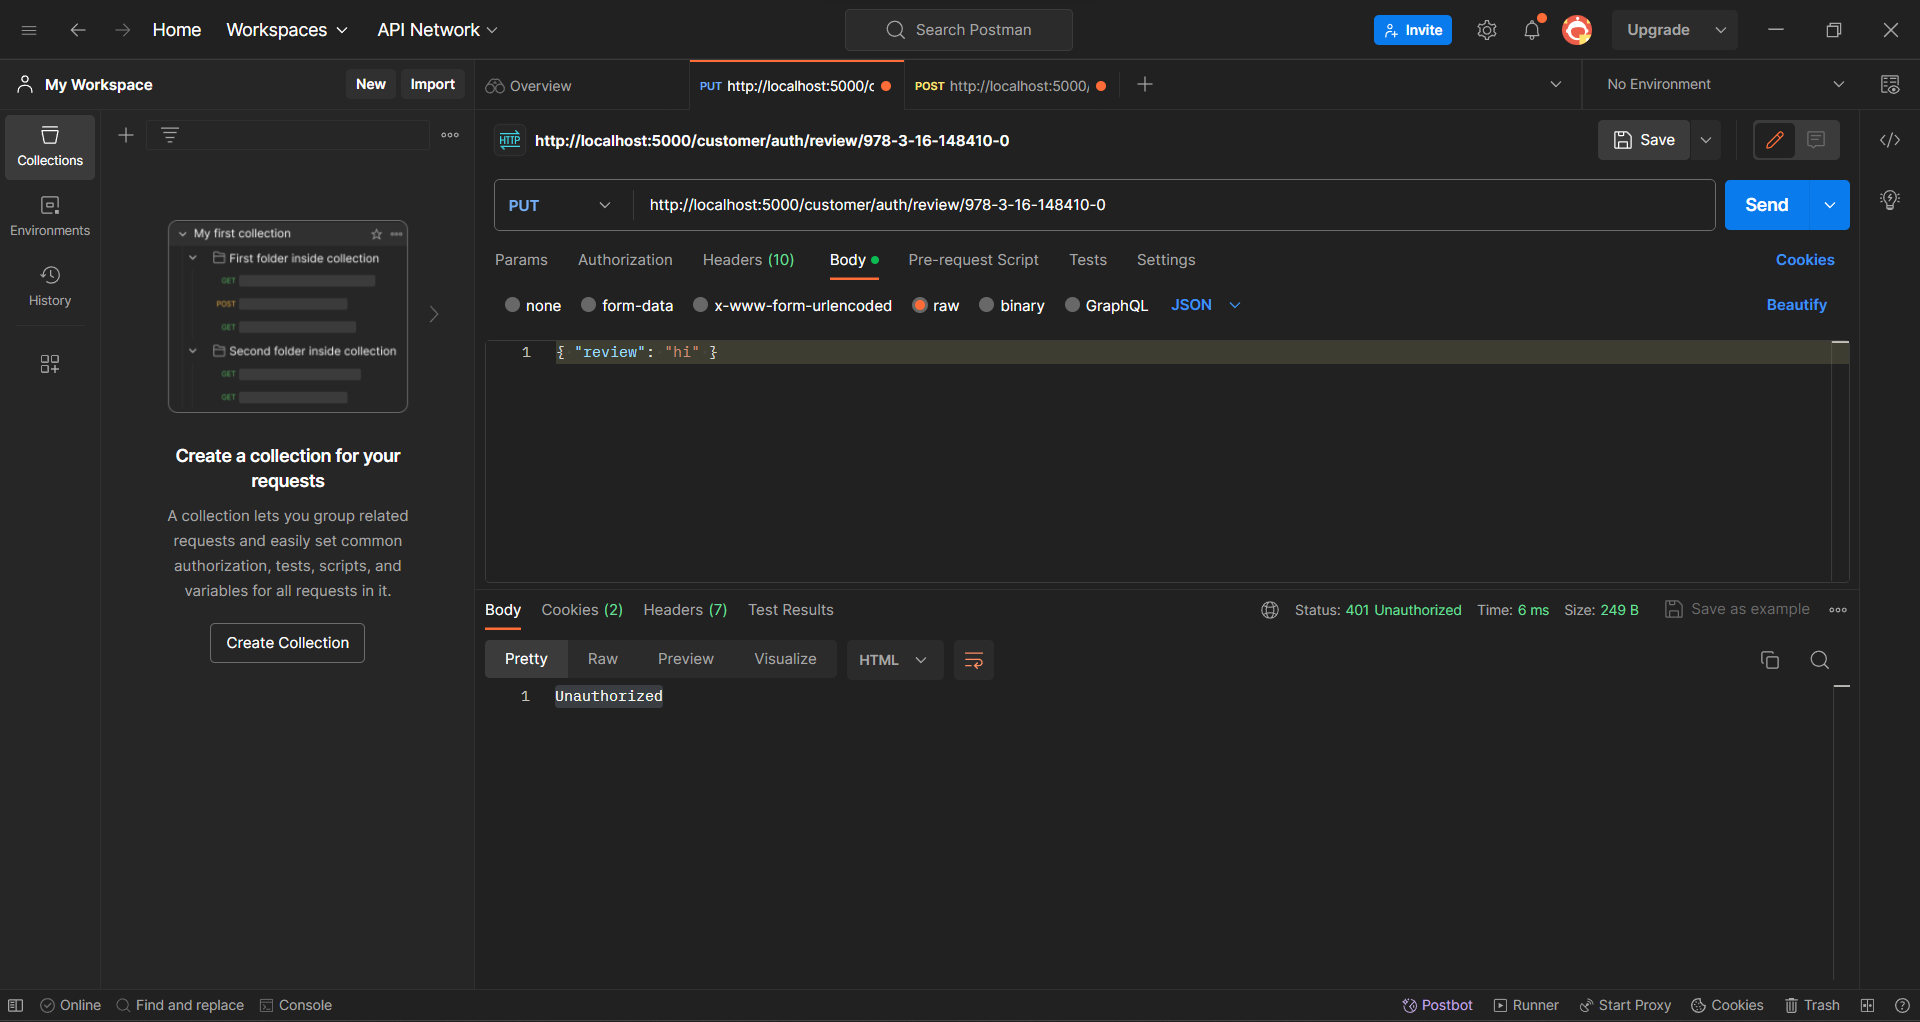 Home Workspaces API Network Search Postman Invite Upgrade
My Workspace New Import Overview PUT http://localhost:5000/c POST http://localhost:5000/ No Environment
Collections
Environments
History
My first collection
First folder inside collection
GET
POST
GET
Second folder inside collection
GET
GET
Create a collection for your
requests
A collection lets you group related
requests and easily set common
authorization, tests, scripts, and
variables for all requests in it.
Create Collection
HTTP http://localhost:5000/customer/auth/review/978-3-16-148410-0 Save
PUT http://localhost:5000/customer/auth/review/978-3-16-148410-0 Send
Params Authorization Headers (10) Body Pre-request Script Tests Settings Cookies
none form-data x-www-form-urlencoded raw binary GraphQL JSON Beautify
1 { "review": "hi" }
Body Cookies (2) Headers (7) Test Results Status: 401 Unauthorized Time: 6 ms Size: 249 B Save as example
Pretty Raw Preview Visualize HTML
1 Unauthorized
Online Find and replace Console Postbot Runner Start Proxy Cookies Trash